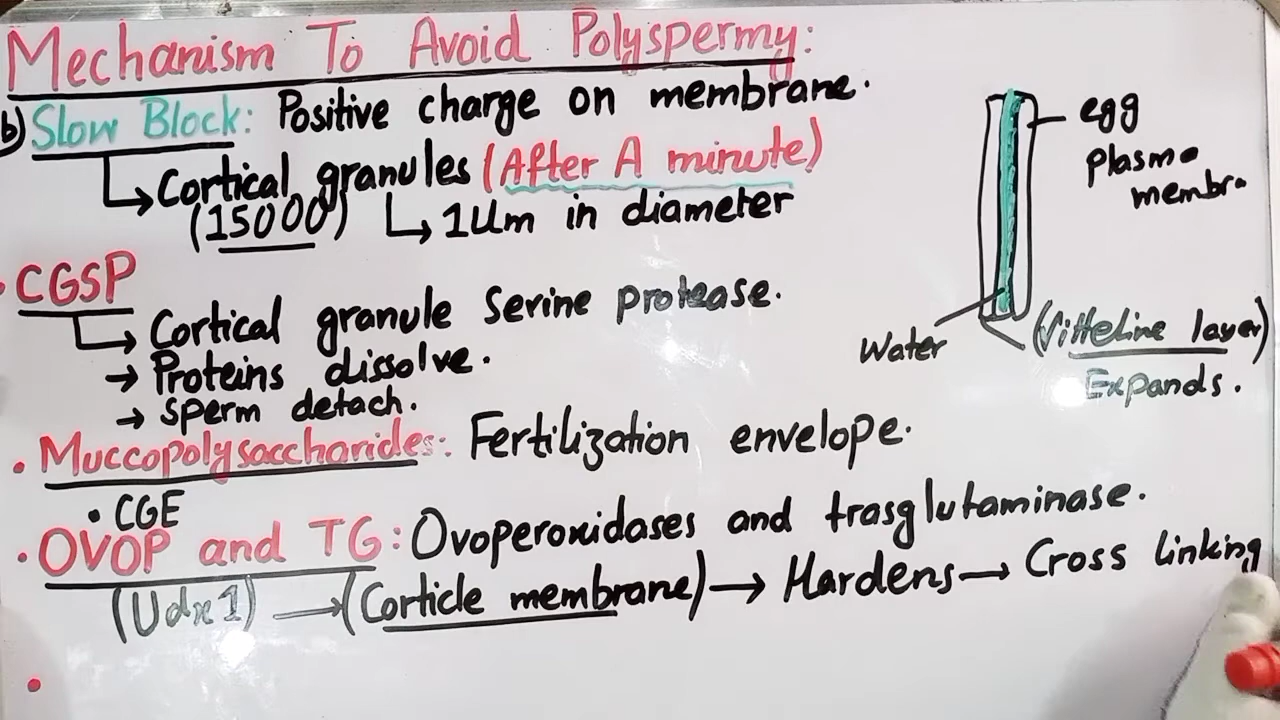 Mechanism To Avoid Polyspermy:
b) Slow Block: Positive charge on membrane.
Cortical granules (After A minute)
(15000) 1Um in diameter
• CGSP
Cortical granule Serine protease.
→ Proteins dissolve.
→ sperm detach.
• Muccopolysaccharides: Fertilization envelope.
• CGE
• OVOP and TG: Ovoperoxidases and trasglutaminase.
(Udx1) → (Corticle membrane) → Hardens → Cross linking
egg
plasma
membra
Water
(Vitteline layer)
Expands.